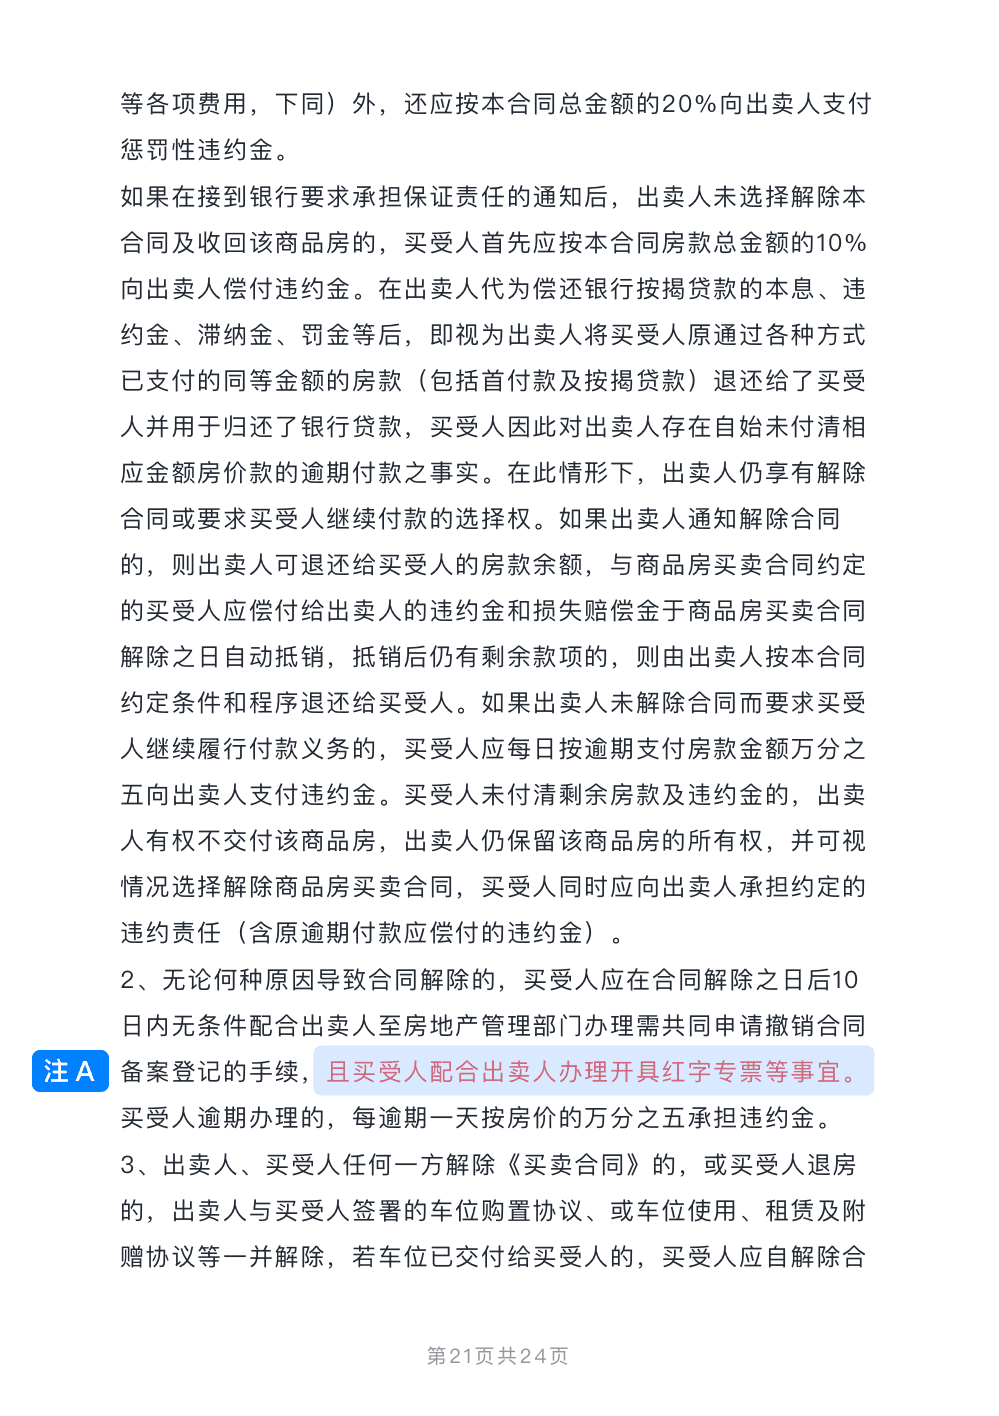 等各项费用，下同）外，还应按本合同总金额的20%向出卖人支付
惩罚性违约金。
如果在接到银行要求承担保证责任的通知后，出卖人未选择解除本
合同及收回该商品房的，买受人首先应按本合同房款总金额的10%
向出卖人偿付违约金。在出卖人代为偿还银行按揭贷款的本息、违
约金、滞纳金、罚金等后，即视为出卖人将买受人原通过各种方式
已支付的同等金额的房款（包括首付款及按揭贷款）退还给了买受
人并用于归还了银行贷款，买受人因此对出卖人存在自始未付清相
应金额房价款的逾期付款之事实。在此情形下，出卖人仍享有解除
合同或要求买受人继续付款的选择权。如果出卖人通知解除合同
的，则出卖人可退还给买受人的房款余额，与商品房买卖合同约定
的买受人应偿付给出卖人的违约金和损失赔偿金于商品房买卖合同
解除之日自动抵销，抵销后仍有剩余款项的，则由出卖人按本合同
约定条件和程序退还给买受人。如果出卖人未解除合同而要求买受
人继续履行付款义务的，买受人应每日按逾期支付房款金额万分之
五向出卖人支付违约金。买受人未付清剩余房款及违约金的，出卖
人有权不交付该商品房，出卖人仍保留该商品房的所有权，并可视
情况选择解除商品房买卖合同，买受人同时应向出卖人承担约定的
违约责任（含原逾期付款应偿付的违约金）。
2、无论何种原因导致合同解除的，买受人应在合同解除之日后10
日内无条件配合出卖人至房地产管理部门办理需共同申请撤销合同
注 A 备案登记的手续，且买受人配合出卖人办理开具红字专票等事宜。
买受人逾期办理的，每逾期一天按房价的万分之五承担违约金。
3、出卖人、买受人任何一方解除《买卖合同》的，或买受人退房
的，出卖人与买受人签署的车位购置协议、或车位使用、租赁及附
赠协议等一并解除，若车位已交付给买受人的，买受人应自解除合
第21页共24页